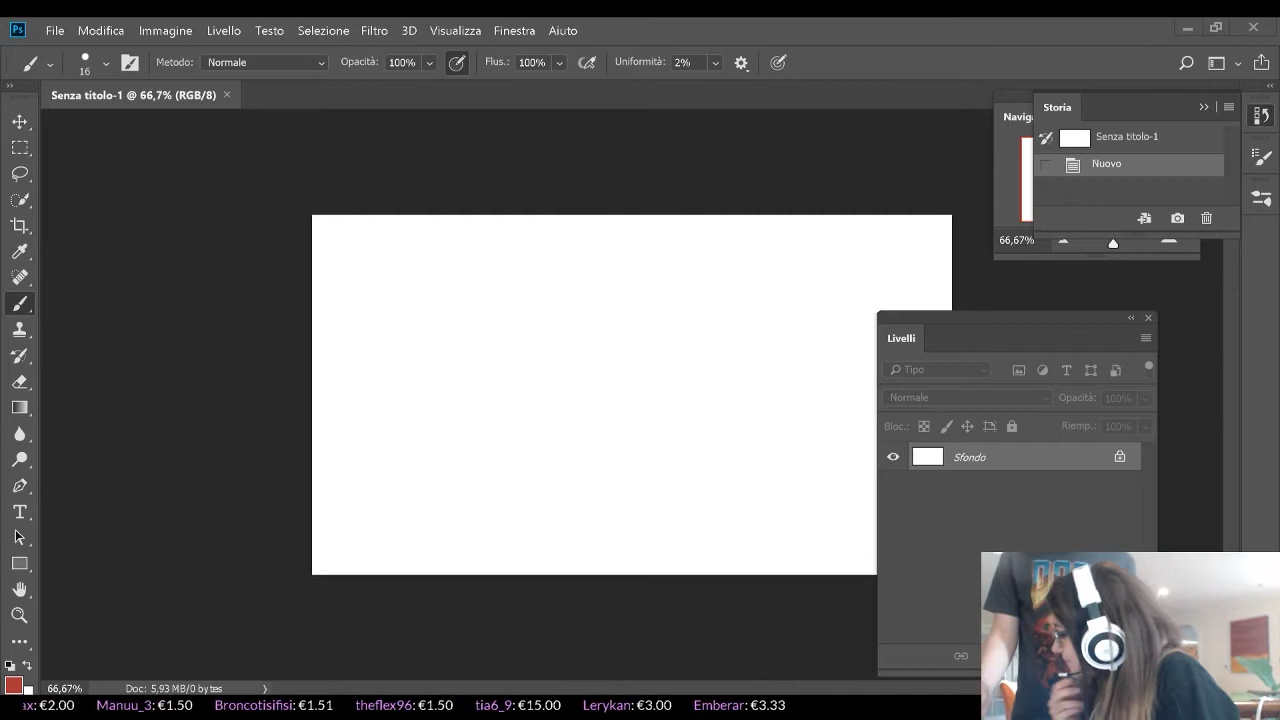 Ps File Modifica Immagine Livello Testo Selezione Filtro 3D Visualizza Finestra Aiuto
16 Metodo: Normale Opacità: 100% Flus.: 100% Uniformità: 2%
Senza titolo-1 @ 66,7% (RGB/8) ×
Naviga
Storia
Senza titolo-1
Nuovo
66,67%
Livelli
Tipo
Normale Opacità: 100%
Bloc.: Riemp.: 100%
Sfondo
66,67% Doc: 5,93 MB/0 bytes
ax: €2.00 Manuu_3: €1.50 Broncotisifisi: €1.51 theflex96: €1.50 tia6_9: €15.00 Lerykan: €3.00 Emberar: €3.33